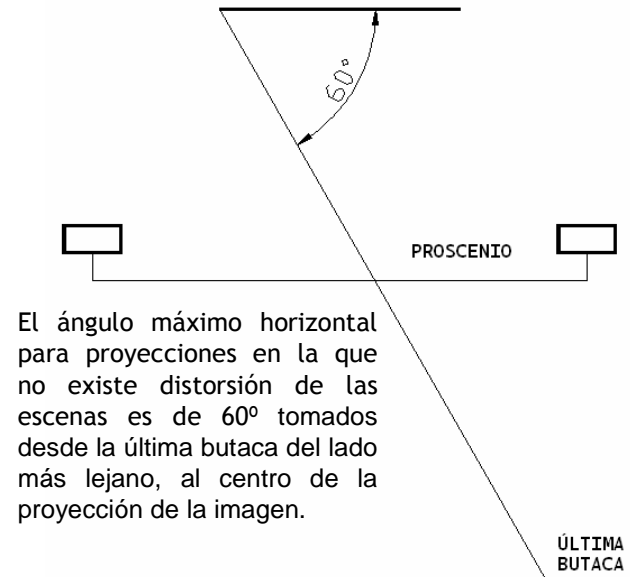 60°
PROSCENIO
El ángulo máximo horizontal
para proyecciones en la que
no existe distorsión de las
escenas es de 60º tomados
desde la última butaca del lado
más lejano, al centro de la
proyección de la imagen.
ÚLTIMA
BUTACA